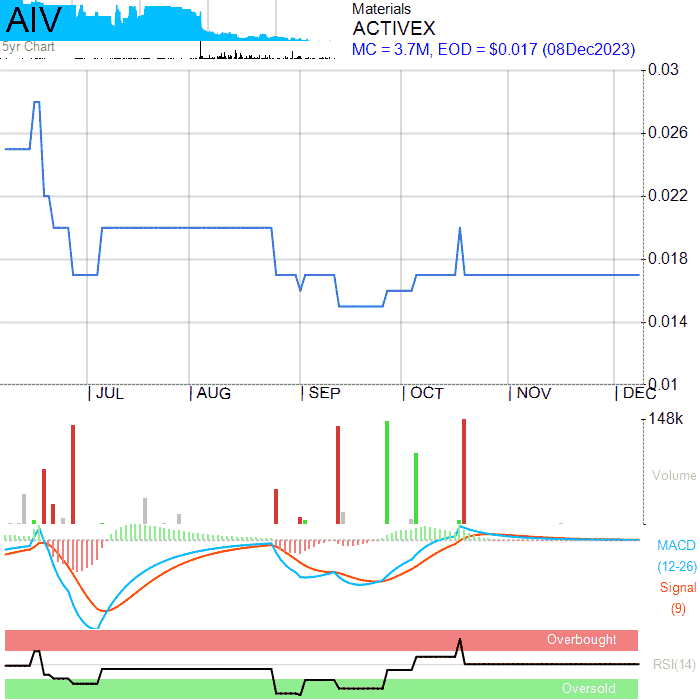 AIV
5yr Chart
Materials
ACTIVEX
MC = 3.7M, EOD = $0.017 (08Dec2023)
0.03
0.026
0.022
0.018
0.014
0.01
JUL AUG SEP OCT NOV DEC
148k
Volume
MACD
(12-26)
Signal
(9)
Overbought
RSI(14)
Oversold